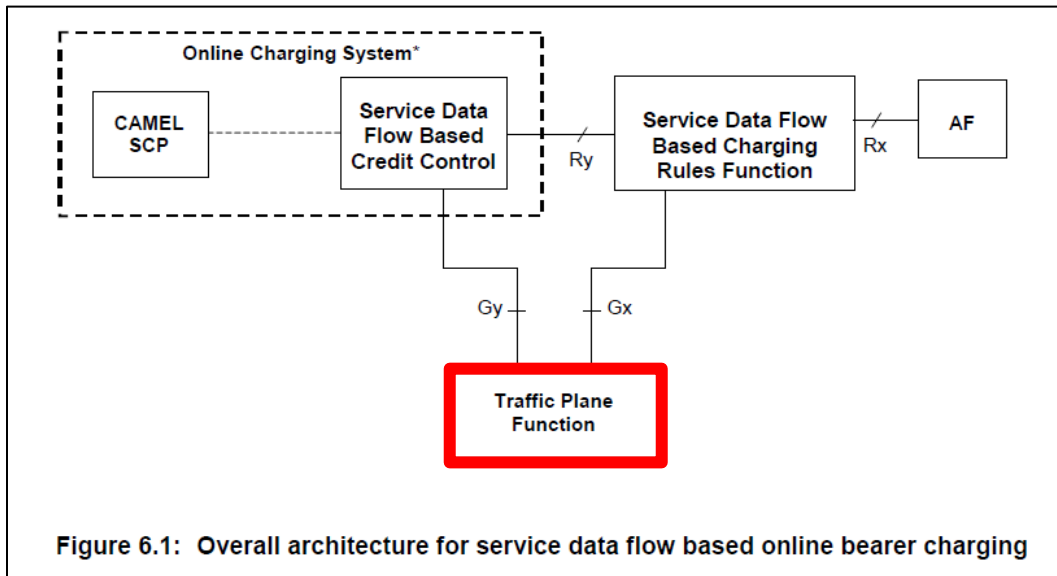 Online Charging System*
CAMEL
SCP
Service Data
Flow Based
Credit Control
Ry
Service Data Flow
Based Charging
Rules Function
Rx
AF
Gy
Gx
Traffic Plane
Function
Figure 6.1: Overall architecture for service data flow based online bearer charging